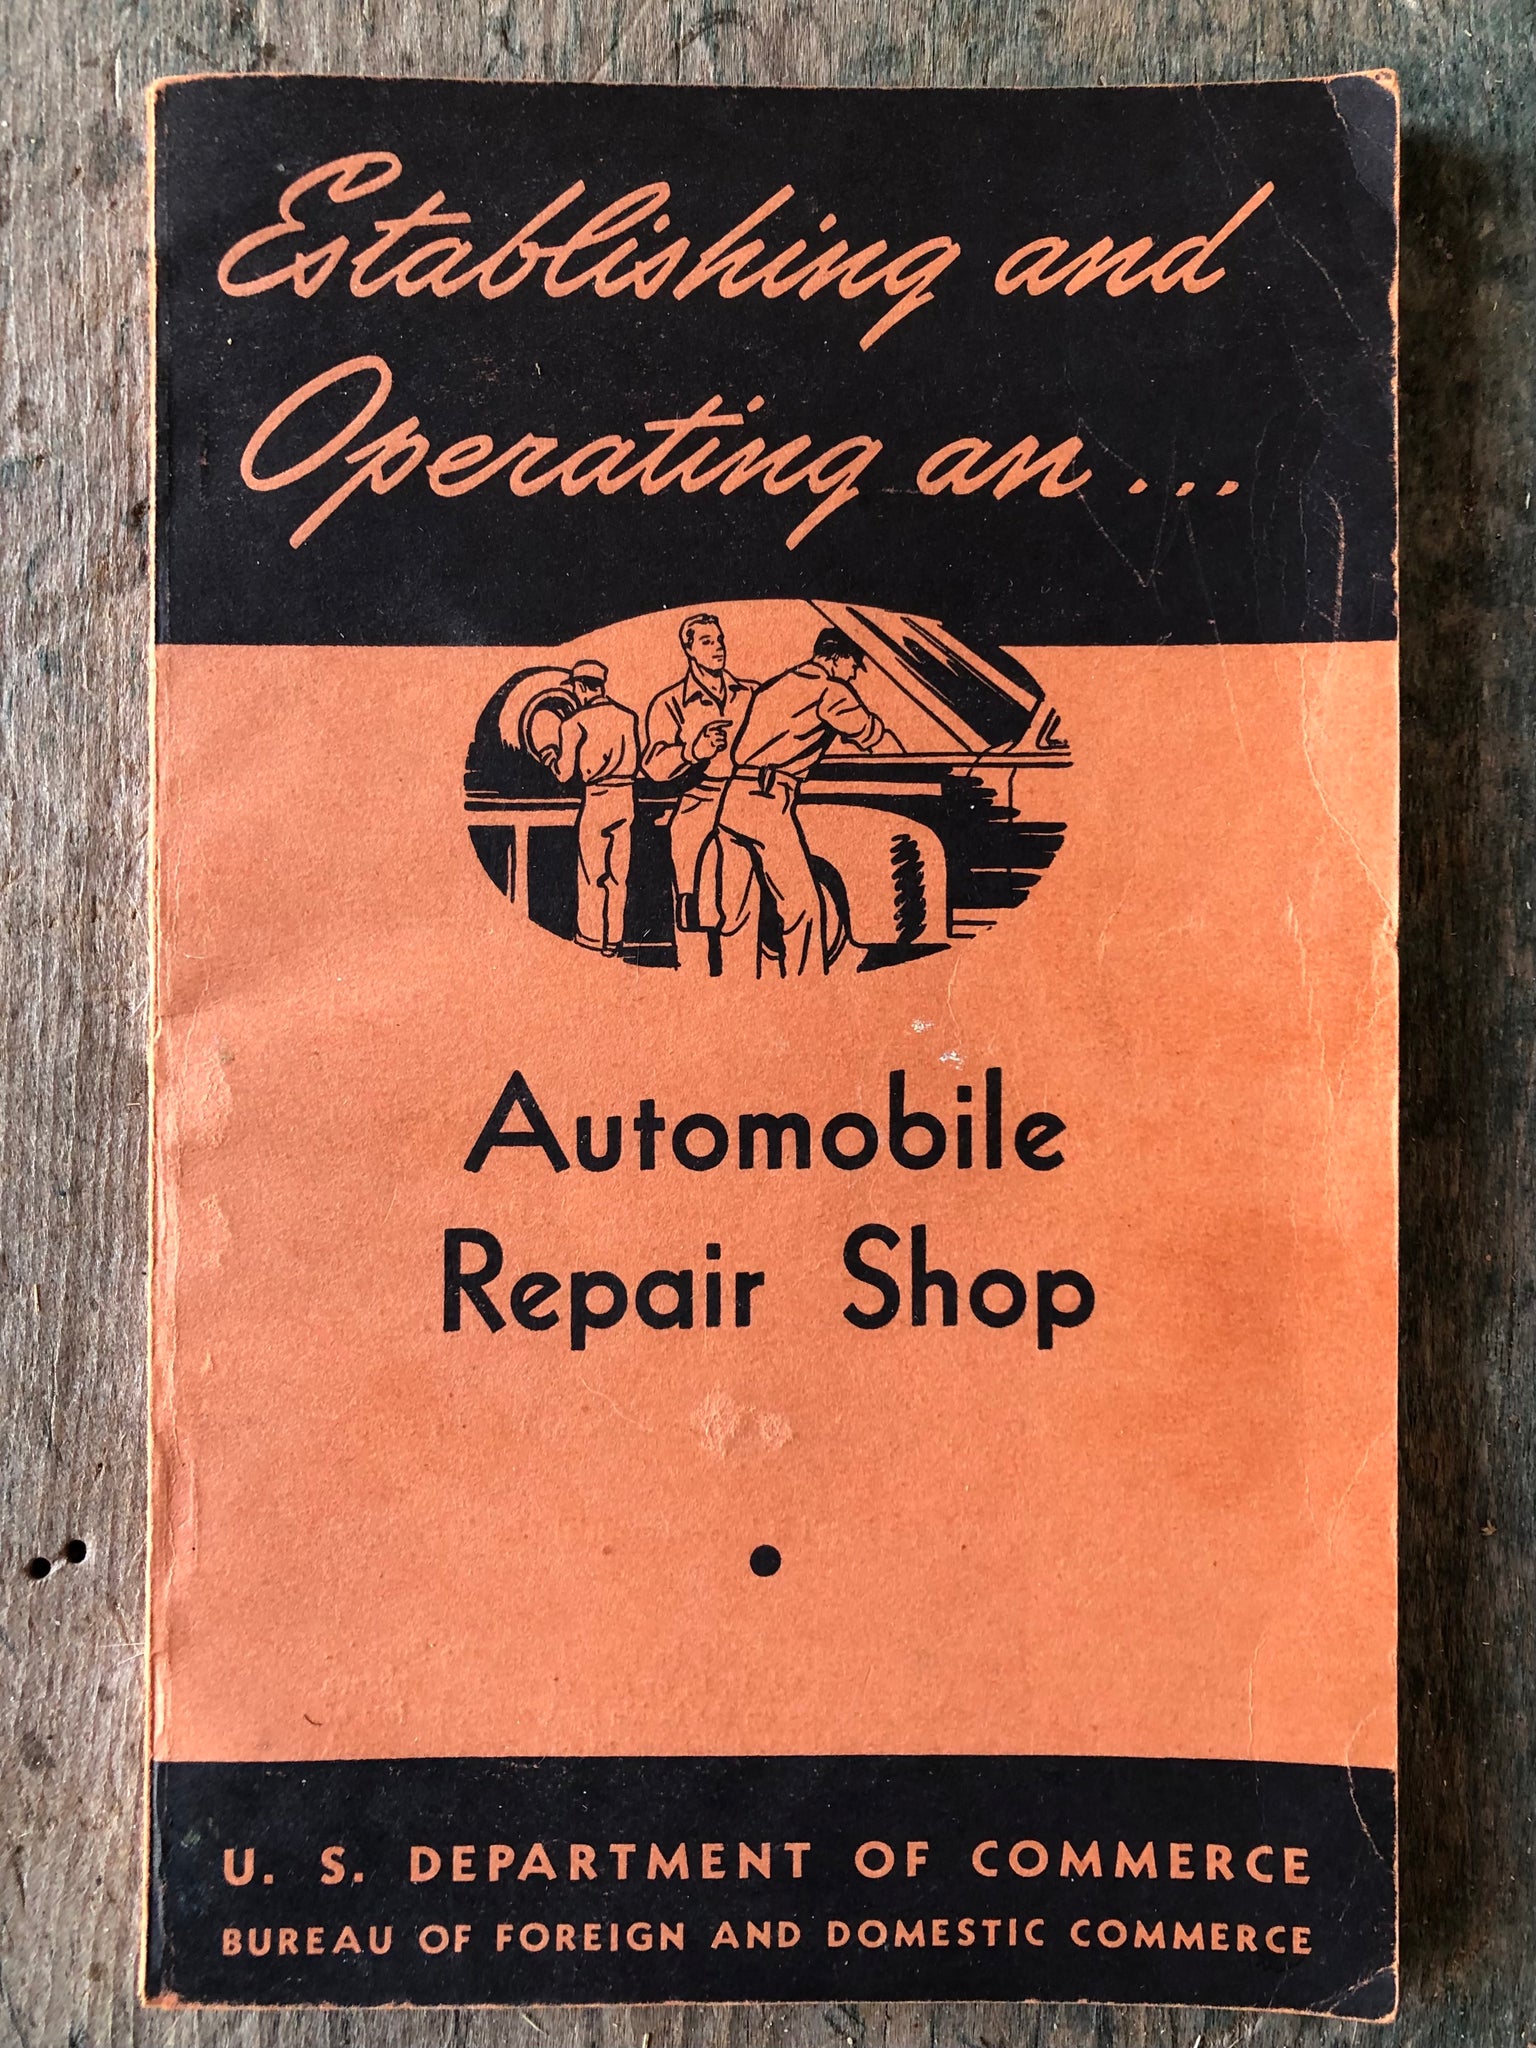 Establishing and
Operating an...
Automobile
Repair Shop
U. S. DEPARTMENT OF COMMERCE
BUREAU OF FOREIGN AND DOMESTIC COMMERCE